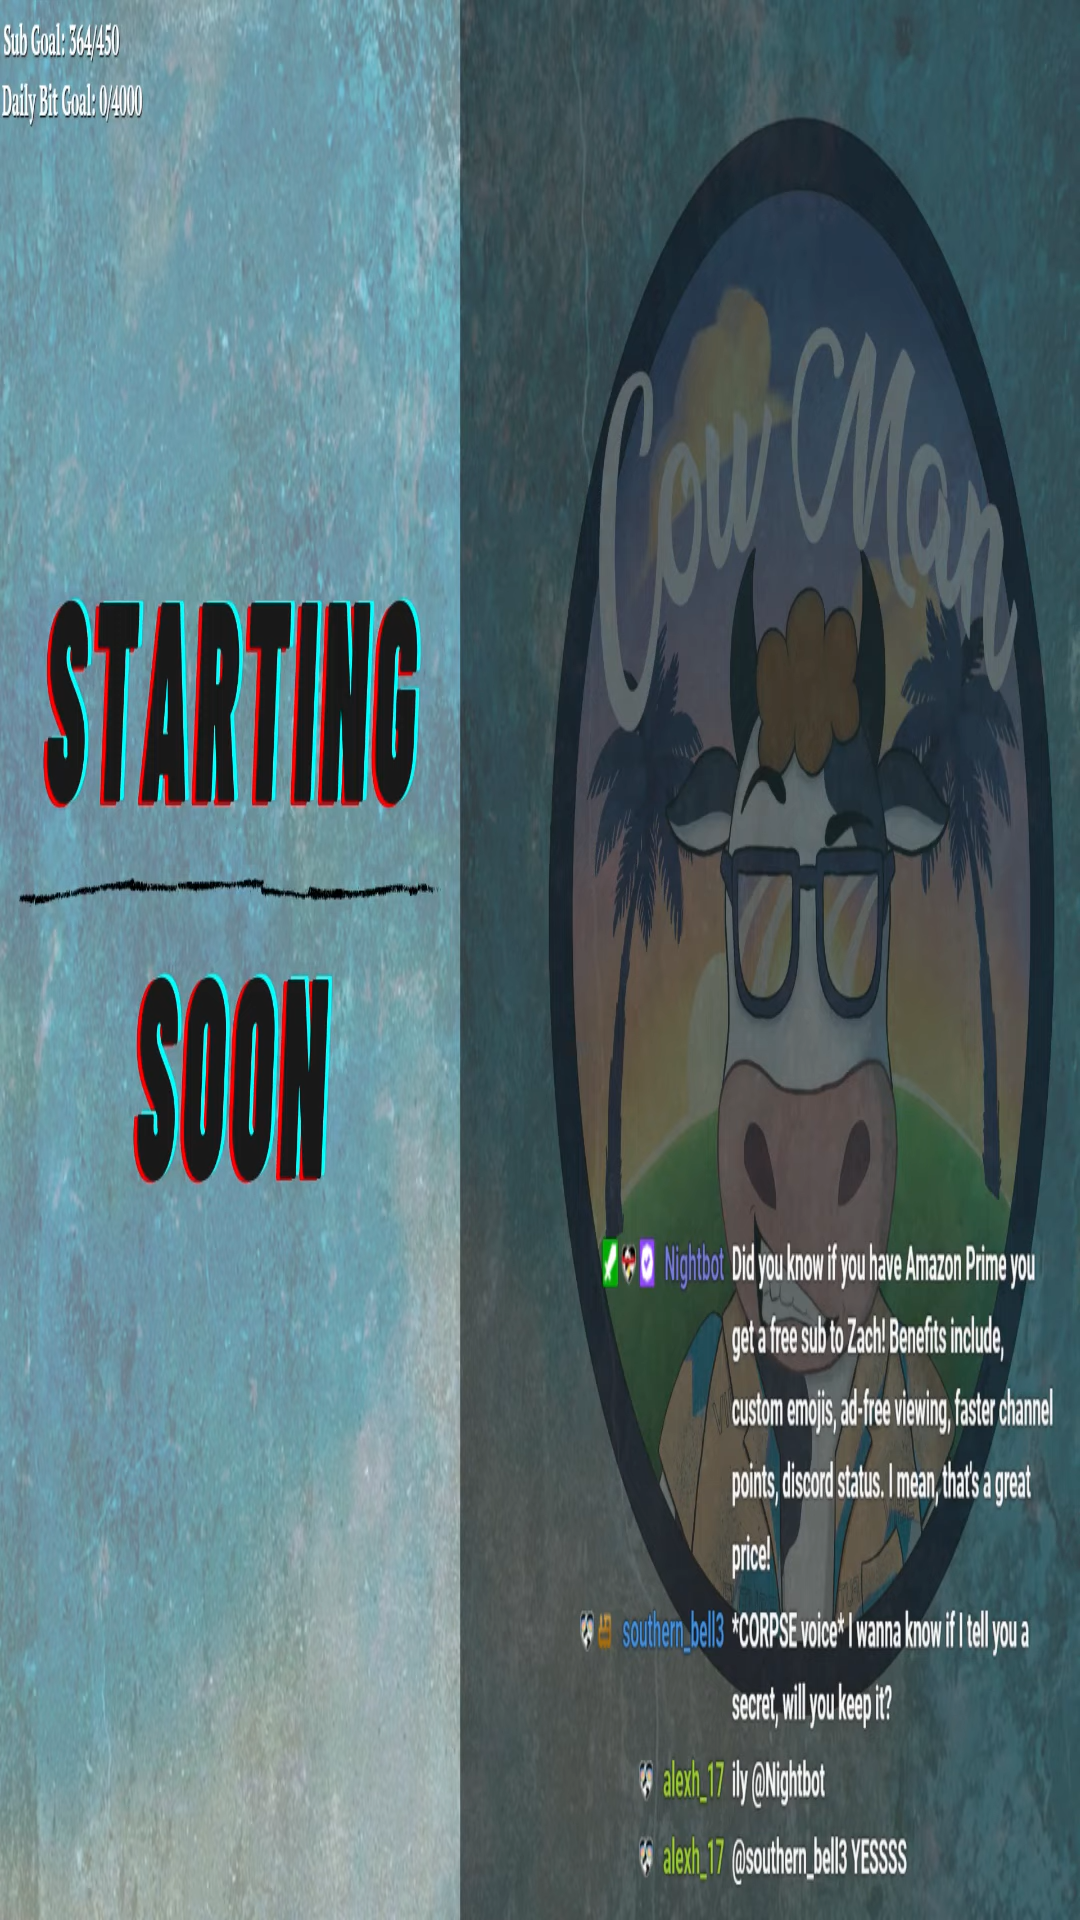 Sub Goal: 364/450
Daily Bit Goal: 0/4000
Cow Man
STARTING
SOON
Nightbot Did you know if you have Amazon Prime you
get a free sub to Zach! Benefits include,
custom emojis, ad-free viewing, faster channel
points, discord status. I mean, that's a great
price!
southern_bell3 *CORPSE voice* I wanna know if I tell you a
secret, will you keep it?
alexh_17 ily @Nightbot
alexh_17 @southern_bell3 YESSSS